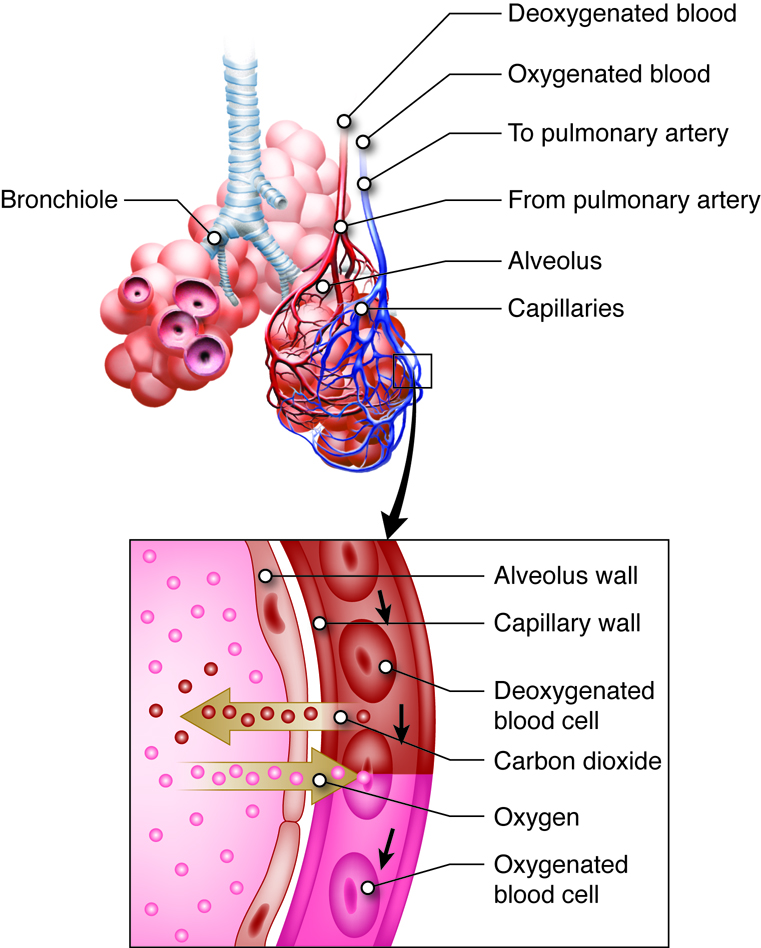 Deoxygenated blood
Oxygenated blood
To pulmonary artery
Bronchiole
From pulmonary artery
Alveolus
Capillaries
Alveolus wall
Capillary wall
Deoxygenated
blood cell
Carbon dioxide
Oxygen
Oxygenated
blood cell